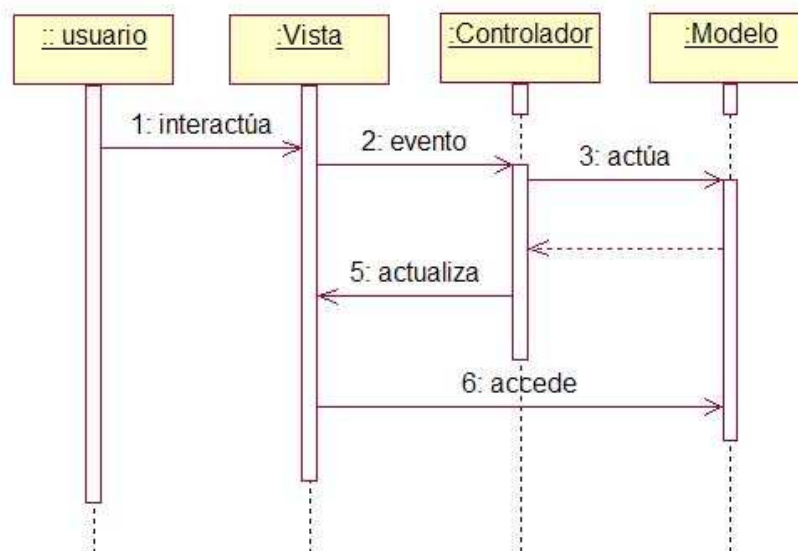 :: usuario
:Vista
:Controlador
:Modelo
1: interactúa
2: evento
3: actúa
5: actualiza
6: accede